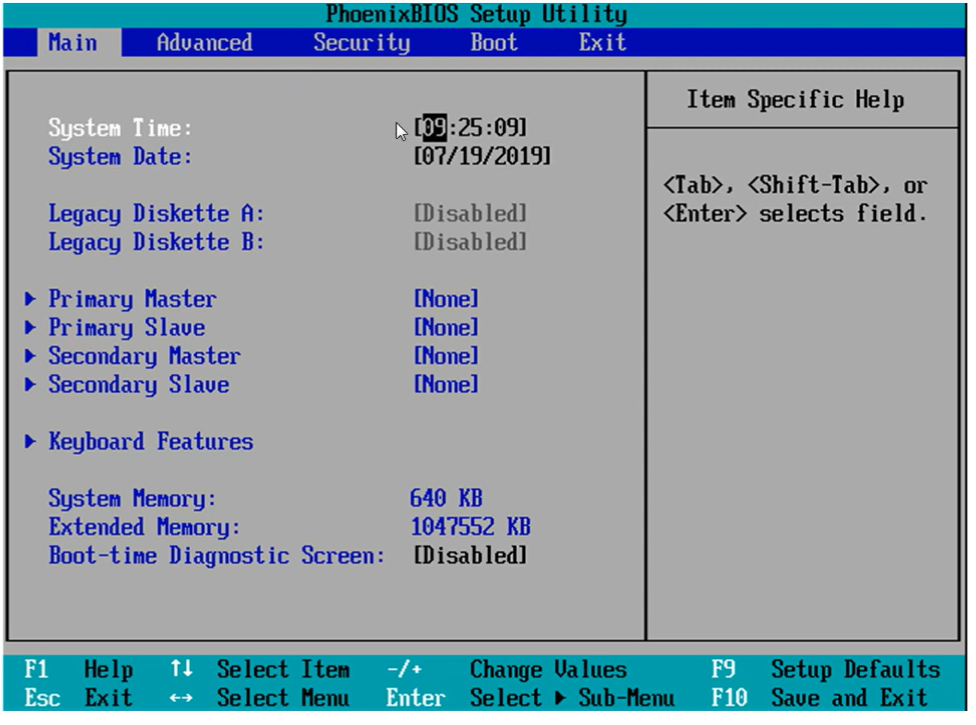 PhoenixBIOS Setup Utility
Main Advanced Security Boot Exit
Item Specific Help
System Time: [09:25:09]
System Date: [07/19/2019]
<Tab>, <Shift-Tab>, or
<Enter> selects field.
Legacy Diskette A: [Disabled]
Legacy Diskette B: [Disabled]
Primary Master [None]
Primary Slave [None]
Secondary Master [None]
Secondary Slave [None]
Keyboard Features
System Memory: 640 KB
Extended Memory: 1047552 KB
Boot-time Diagnostic Screen: [Disabled]
F1 Help ↑↓ Select Item -/+ Change Values F9 Setup Defaults
Esc Exit ↔ Select Menu Enter Select ▶ Sub-Menu F10 Save and Exit